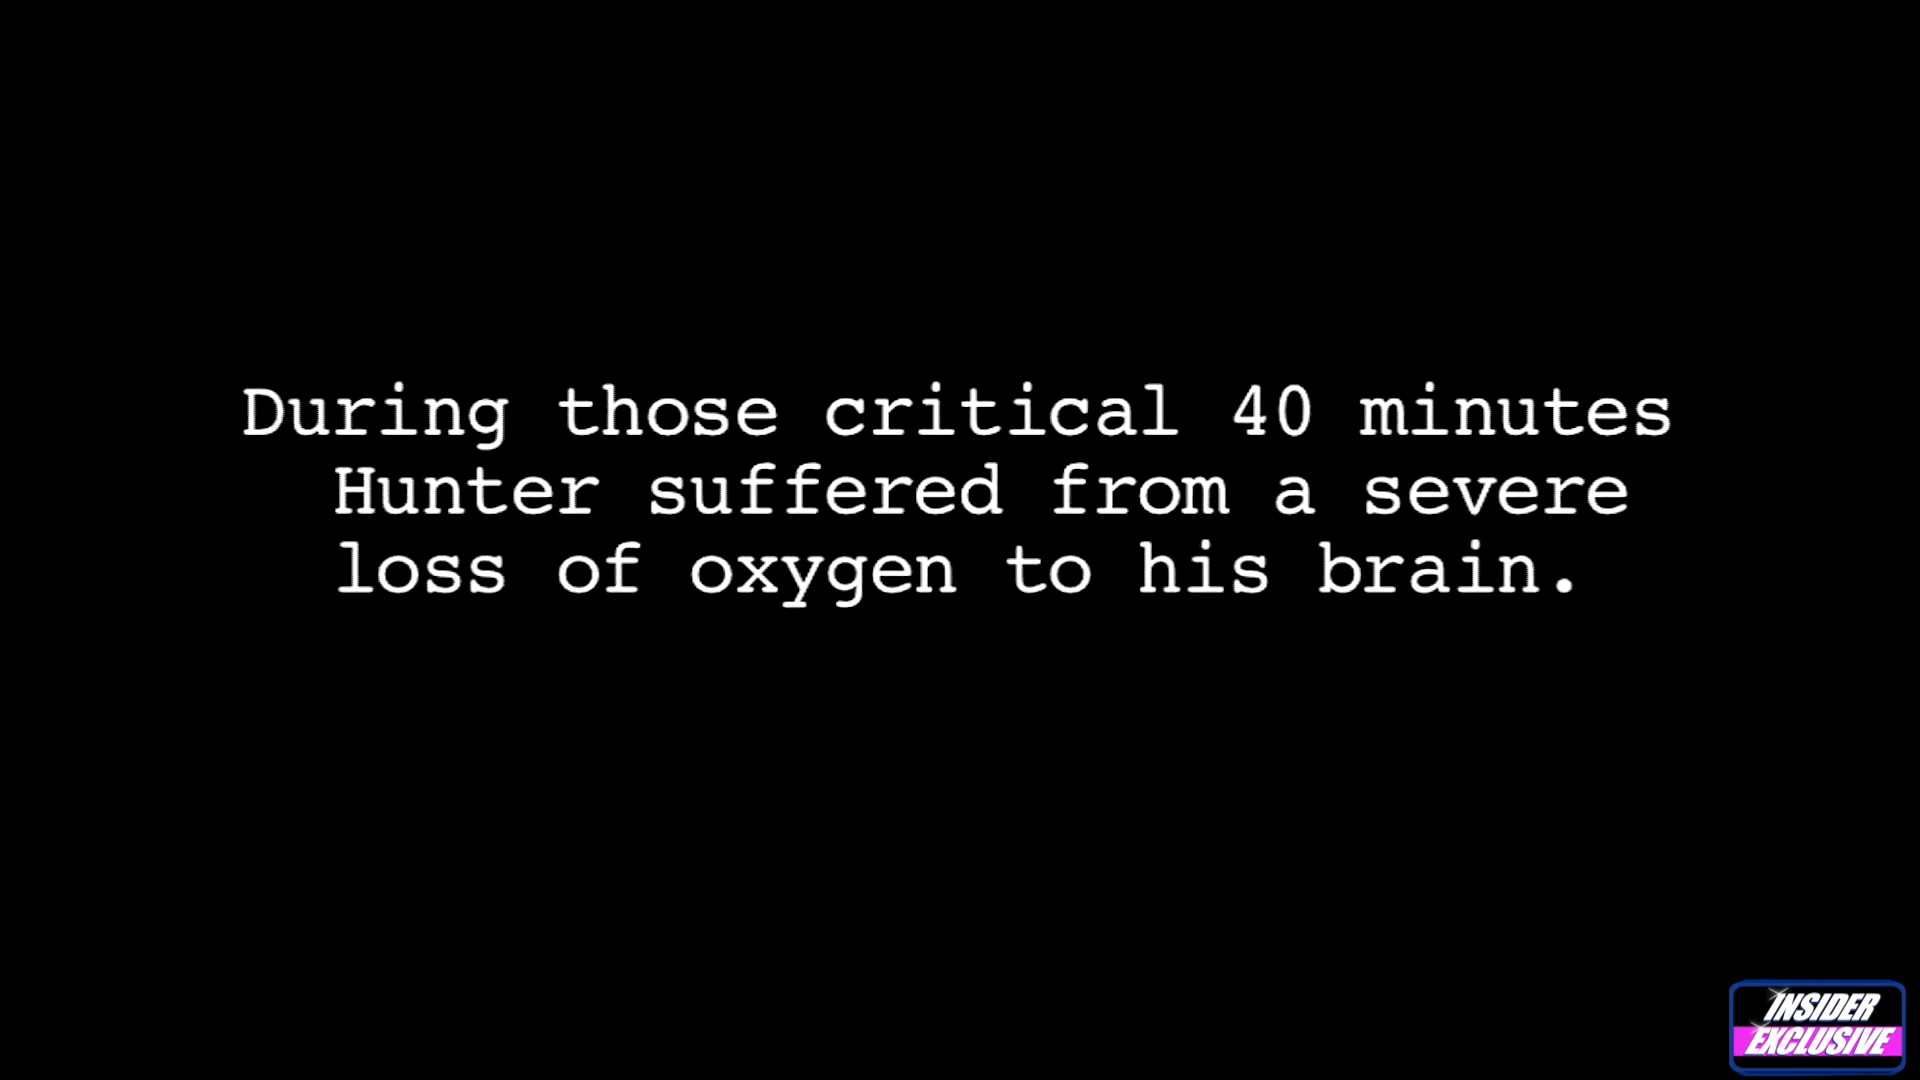 During those critical 40 minutes
Hunter suffered from a severe
loss of oxygen to his brain.
INSIDER
EXCLUSIVE